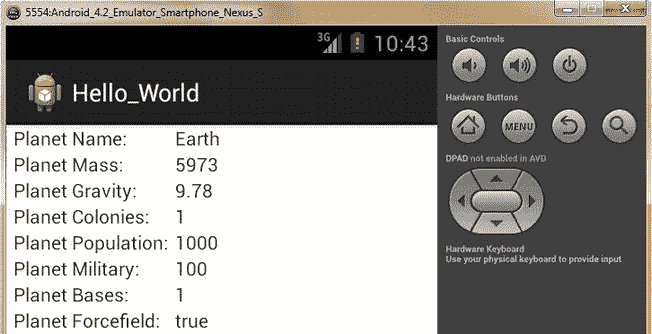 5554:Android_4.2_Emulator_Smartphone_Nexus_S
3G 10:43
Hello_World
Planet Name: Earth
Planet Mass: 5973
Planet Gravity: 9.78
Planet Colonies: 1
Planet Population: 1000
Planet Military: 100
Planet Bases: 1
Planet Forcefield: true
Basic Controls
Hardware Buttons
MENU
DPAD not enabled in AVD
Hardware Keyboard
Use your physical keyboard to provide input